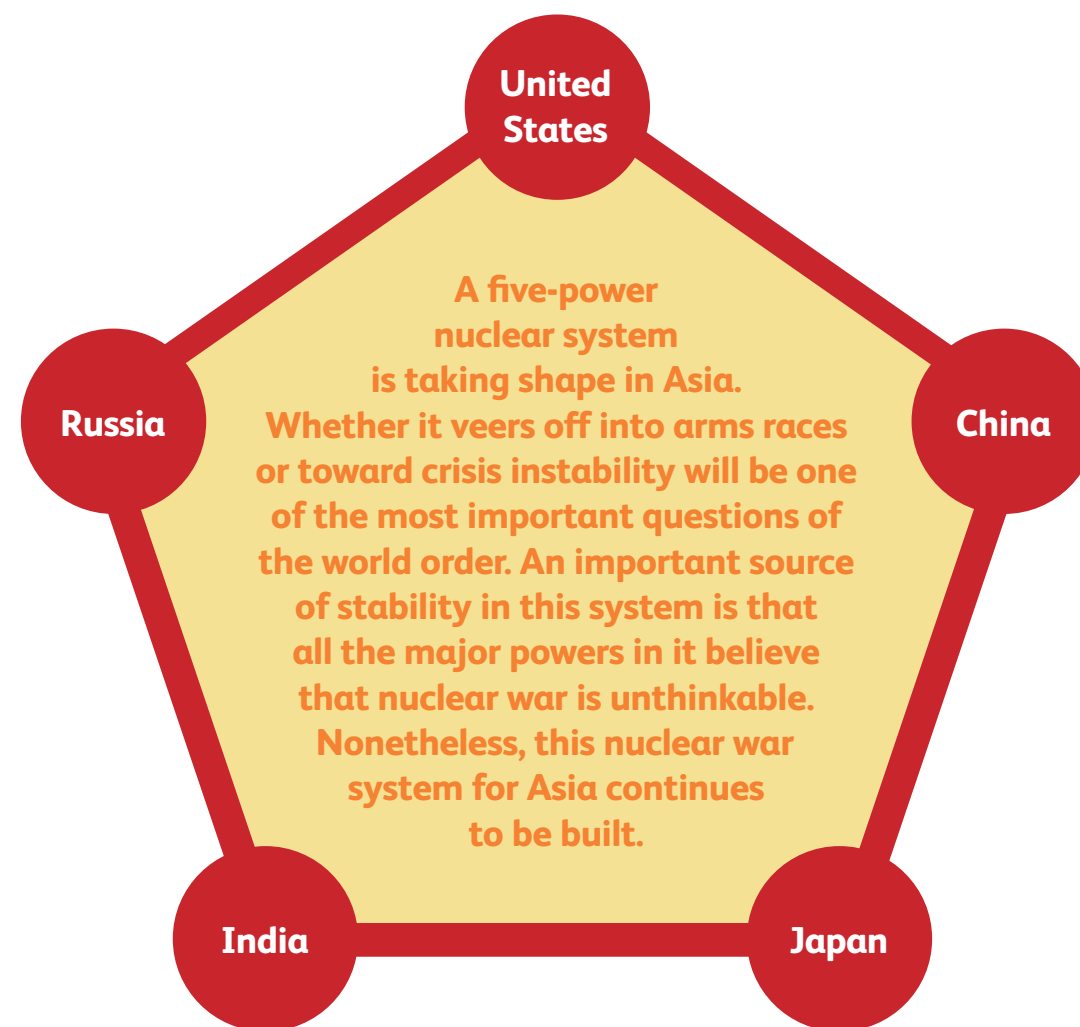 United
States
A five-power
nuclear system
is taking shape in Asia.
Whether it veers off into arms races
or toward crisis instability will be one
of the most important questions of
the world order. An important source
of stability in this system is that
all the major powers in it believe
that nuclear war is unthinkable.
Nonetheless, this nuclear war
system for Asia continues
to be built.
Russia
China
India
Japan